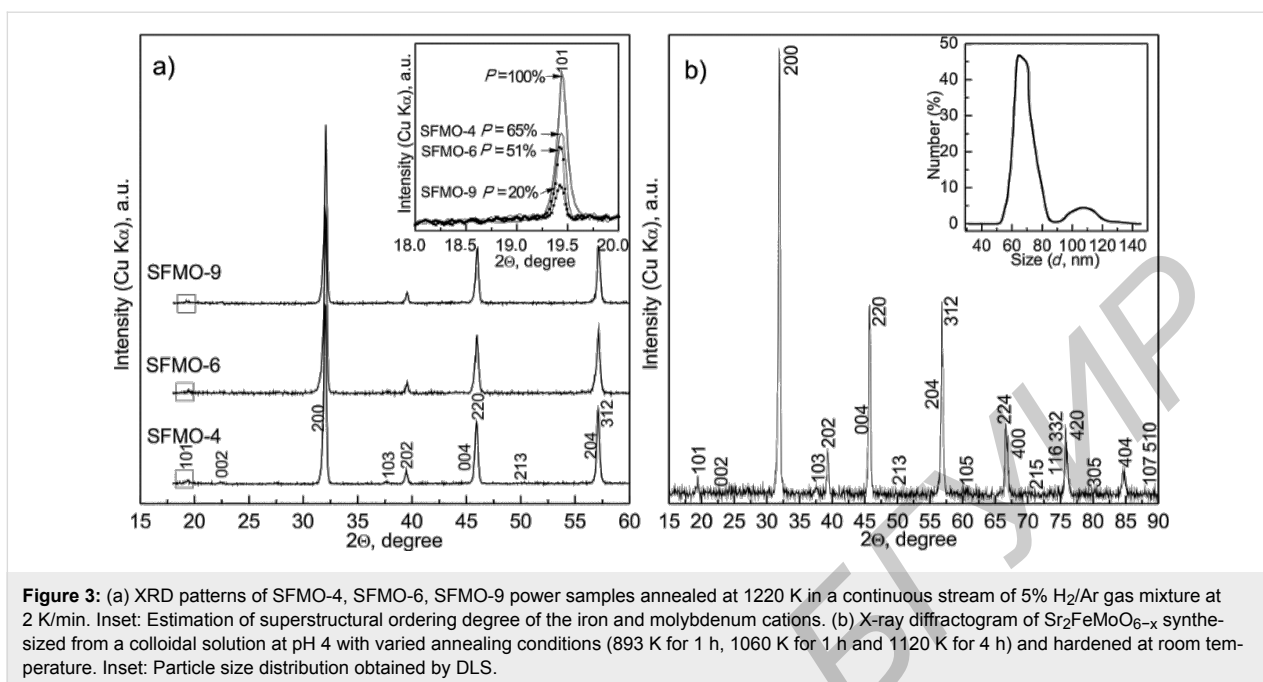 a)
Intensity (Cu Kα), a.u.
SFMO-9
SFMO-6
SFMO-4
101
002
200
103
202
004
220
213
204
312
15 20 25 30 35 40 45 50 55 60
2Θ, degree
Intensity (Cu Kα), a.u.
101
P=100%
SFMO-4 P=65%
SFMO-6 P=51%
SFMO-9 P=20%
18.0 18.5 19.0 19.5 20.0
2Θ, degree
b)
Intensity (Cu Kα), a.u.
101
002
200
103
202
004
220
213
204
312
105
224
400
215
116 332
420
305
404
107 510
15 20 25 30 35 40 45 50 55 60 65 70 75 80 85 90
2Θ, degree
Number (%)
50
40
30
20
10
0
40 60 80 100 120 140
Size (d, nm)
БГУИР
Figure 3: (a) XRD patterns of SFMO-4, SFMO-6, SFMO-9 power samples annealed at 1220 K in a continuous stream of 5% H₂/Ar gas mixture at
2 K/min. Inset: Estimation of superstructural ordering degree of the iron and molybdenum cations. (b) X-ray diffractogram of Sr₂FeMoO₆₋ₓ synthe-
sized from a colloidal solution at pH 4 with varied annealing conditions (893 K for 1 h, 1060 K for 1 h and 1120 K for 4 h) and hardened at room tem-
perature. Inset: Particle size distribution obtained by DLS.